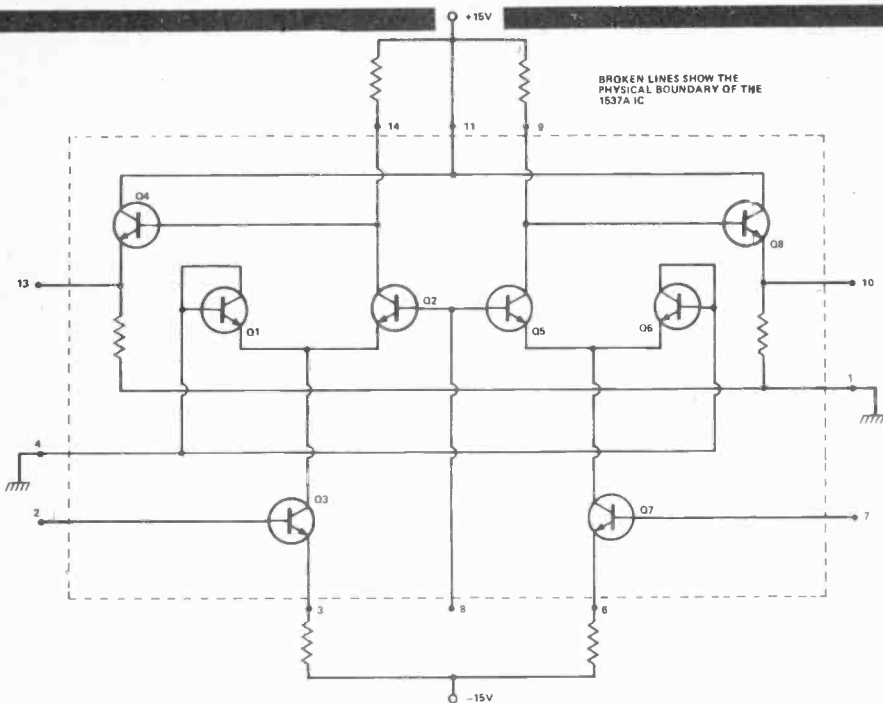 +15V
BROKEN LINES SHOW THE
PHYSICAL BOUNDARY OF THE
1537A IC
14
11
9
Q4
Q8
13
10
Q1
Q2
Q5
Q6
1
4
2
Q3
Q7
7
3
8
6
-15V